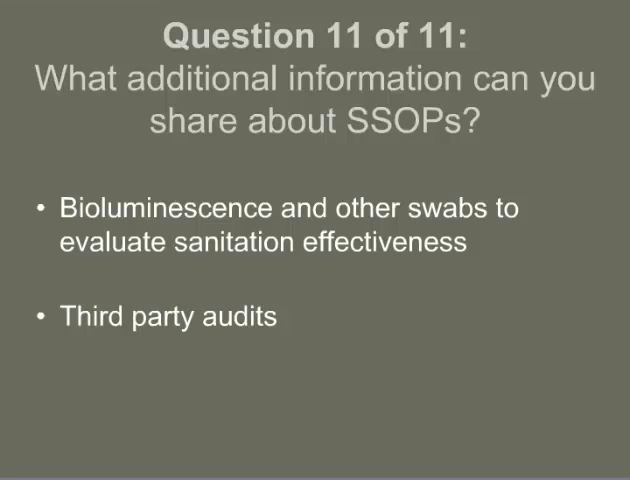 Question 11 of 11:
What additional information can you
share about SSOPs?
• Bioluminescence and other swabs to
evaluate sanitation effectiveness
• Third party audits